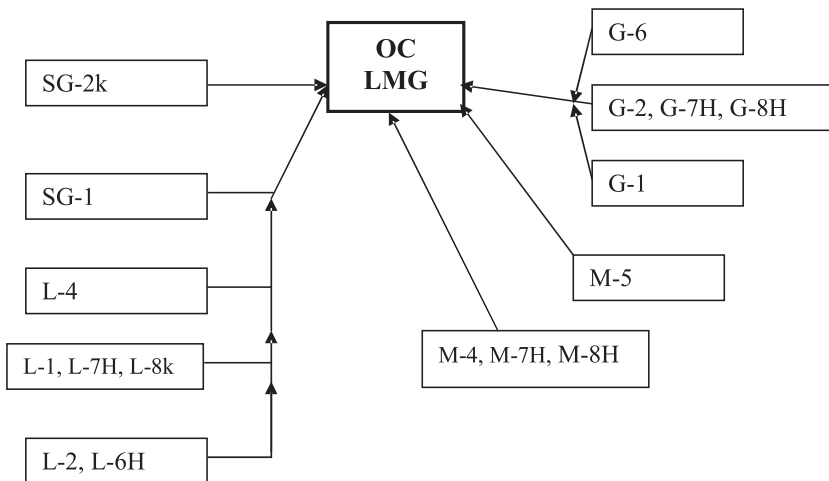 OC
LMG
G-6
SG-2k
G-2, G-7H, G-8H
SG-1
G-1
L-4
M-5
L-1, L-7H, L-8k
M-4, M-7H, M-8H
L-2, L-6H